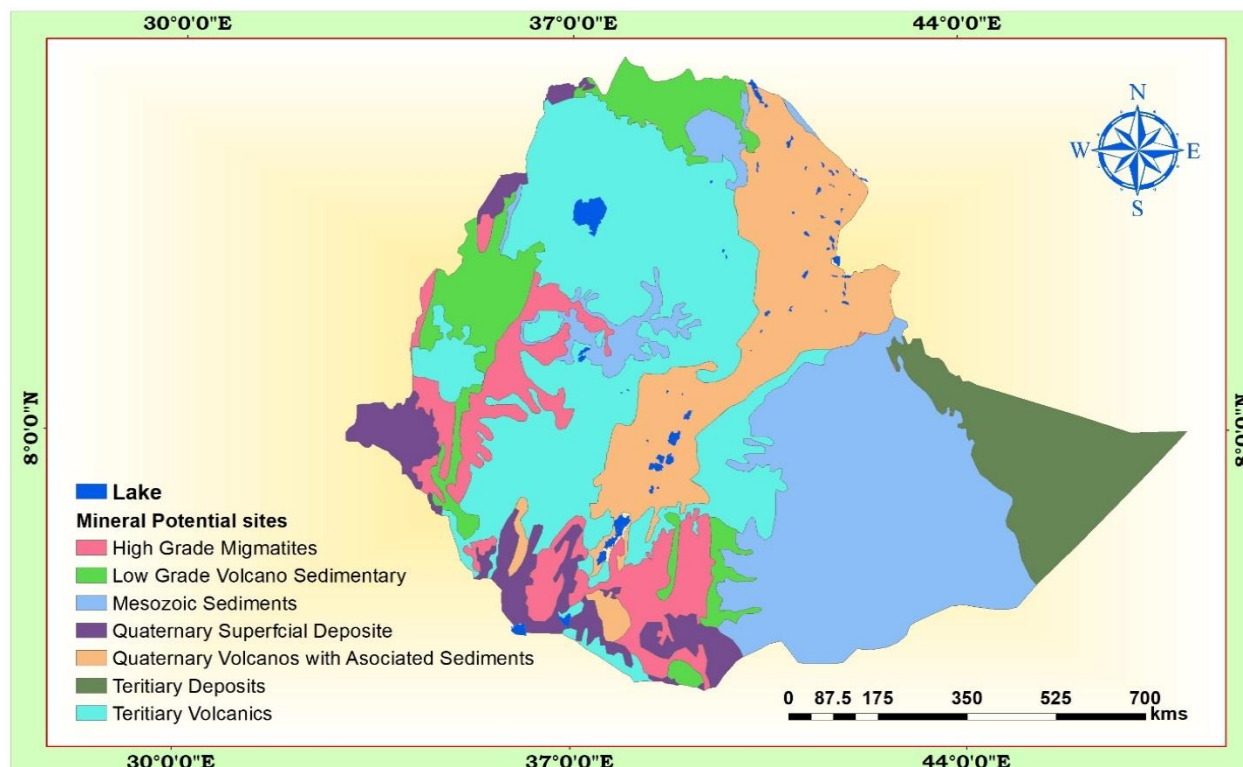 30°0'0"E 37°0'0"E 44°0'0"E
N
W E
S
8°0'0"N 8°0'0"N
Lake
Mineral Potential sites
High Grade Migmatites
Low Grade Volcano Sedimentary
Mesozoic Sediments
Quaternary Superfcial Deposite
Quaternary Volcanos with Asociated Sediments
Teritiary Deposits
Teritiary Volcanics
0 87.5 175 350 525 700
kms
30°0'0"E 37°0'0"E 44°0'0"E